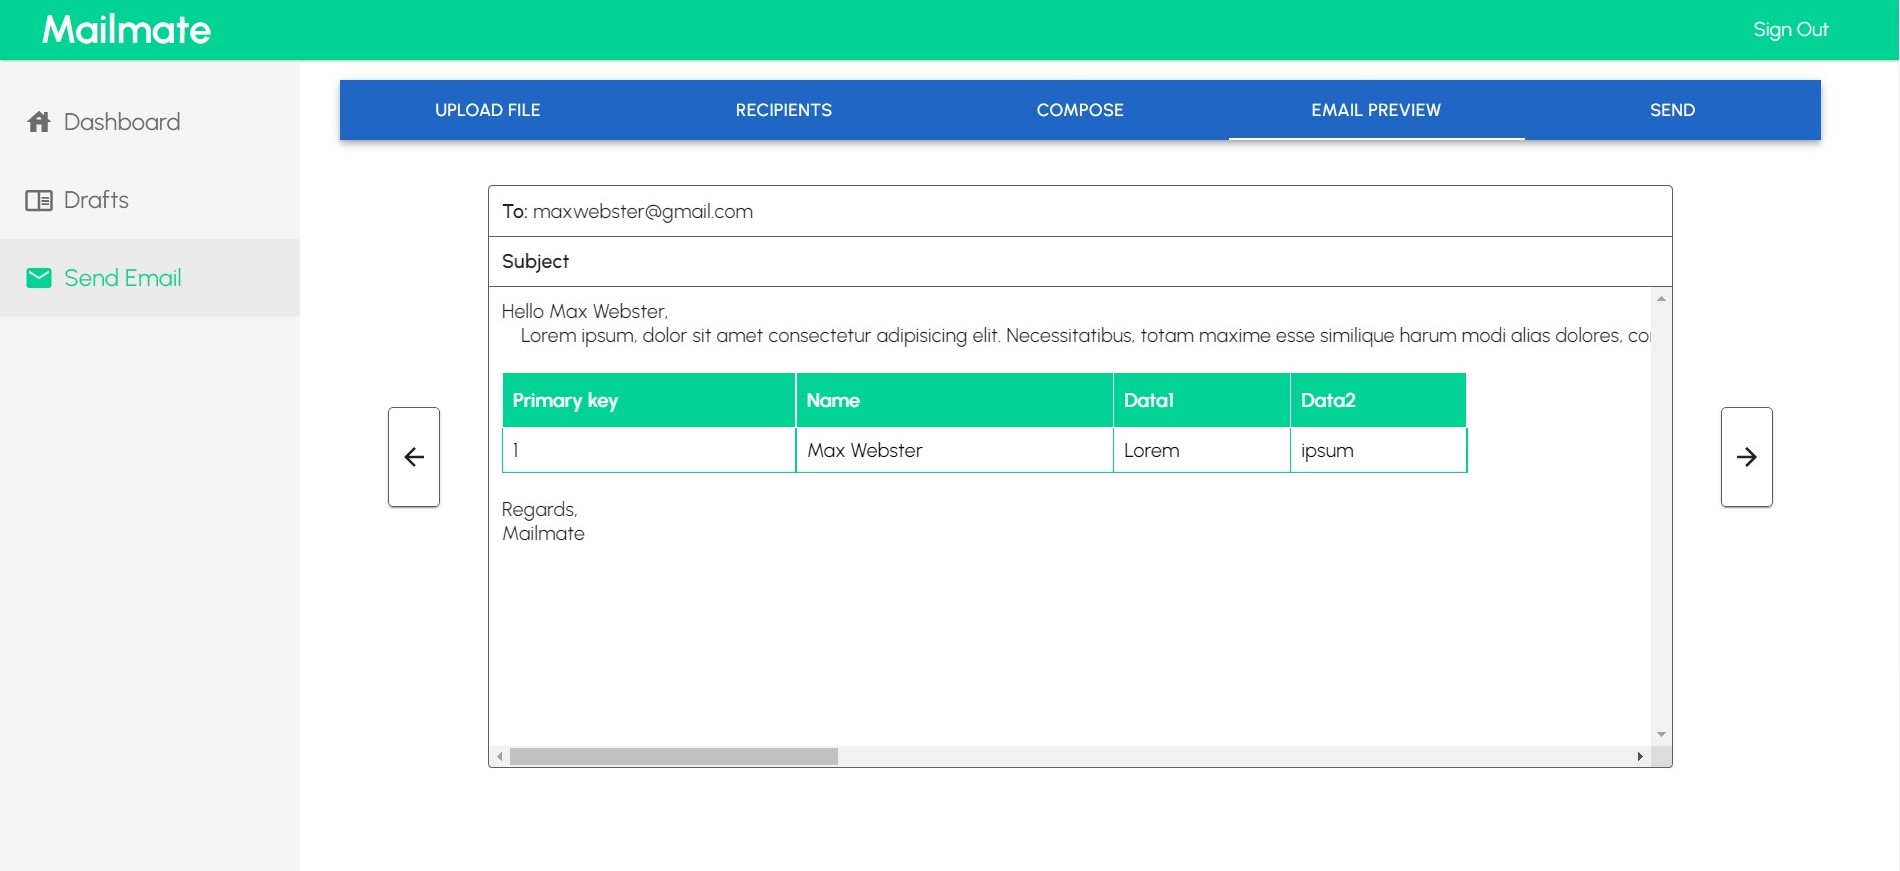 Mailmate
Sign Out
Dashboard
Drafts
Send Email
UPLOAD FILE RECIPIENTS COMPOSE EMAIL PREVIEW SEND
To: maxwebster@gmail.com
Subject
Hello Max Webster,
Lorem ipsum, dolor sit amet consectetur adipisicing elit. Necessitatibus, totam maxime esse similique harum modi alias dolores,
Primary key Name Data1 Data2
1 Max Webster Lorem ipsum
Regards,
Mailmate